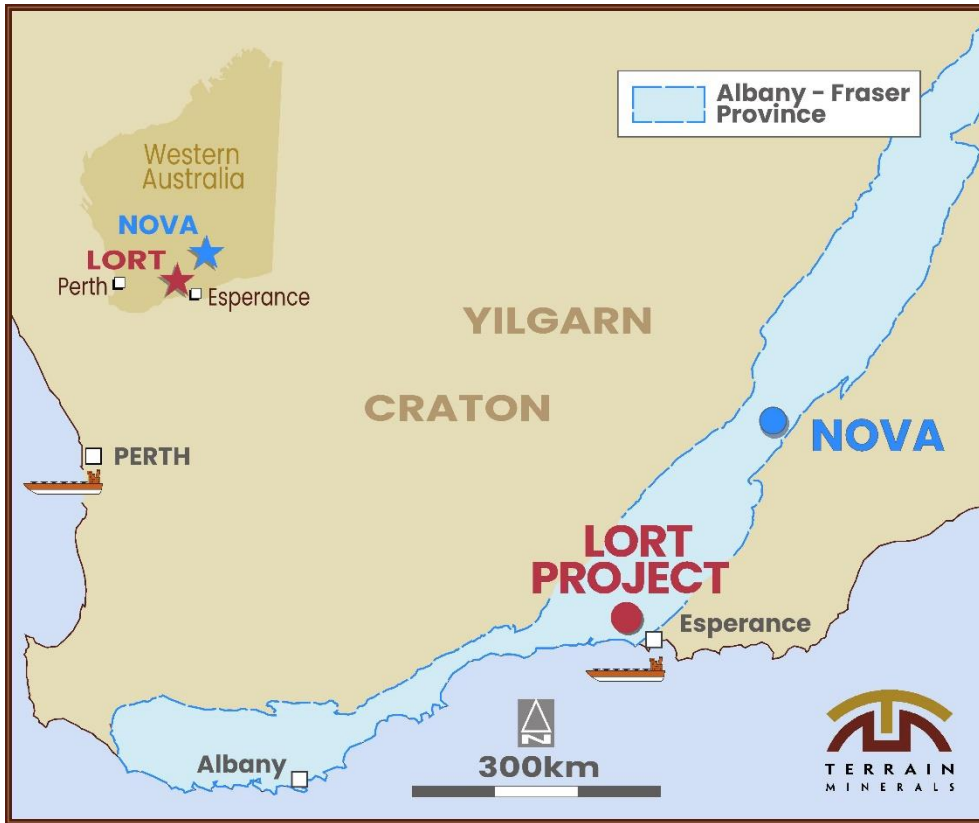 Albany - Fraser
Province
Western
Australia
NOVA
LORT
Perth
Esperance
YILGARN
CRATON
PERTH
NOVA
LORT
PROJECT
Esperance
Albany
N
300km
TERRAIN
MINERALS